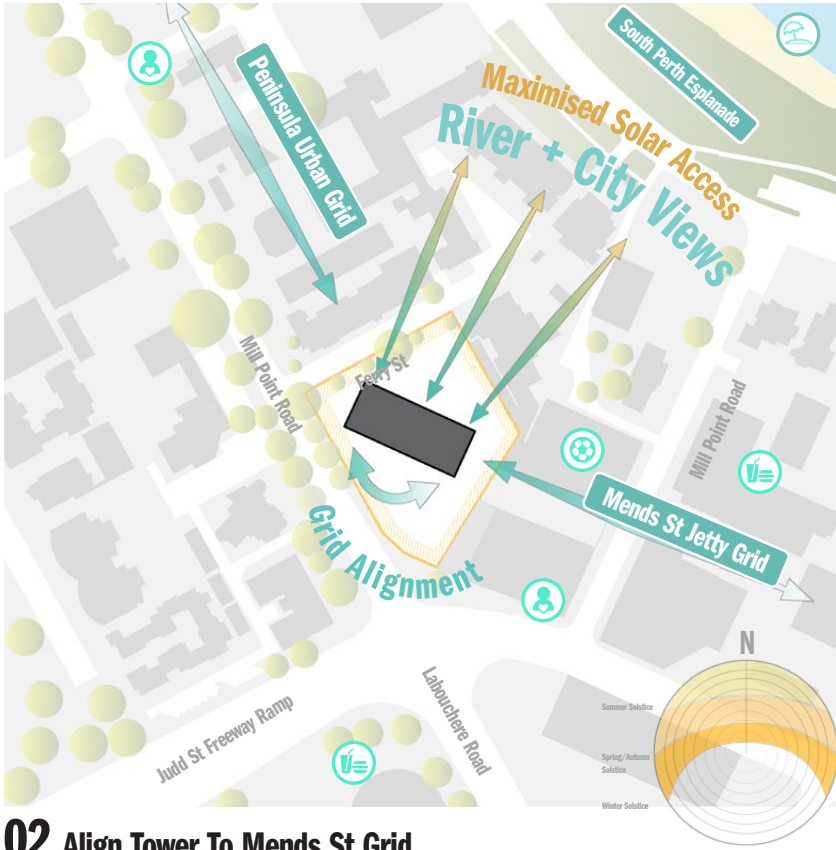 South Perth Esplanade
Peninsula Urban Grid
Maximised Solar Access
River + City Views
Mill Point Road
Ferry St
Mill Point Road
Mends St Jetty Grid
Grid Alignment
Judd St Freeway Ramp
Labouchere Road
N
Summer Solstice
Spring/Autumn
Solstice
Winter Solstice
02 Align Tower To Mends St Grid